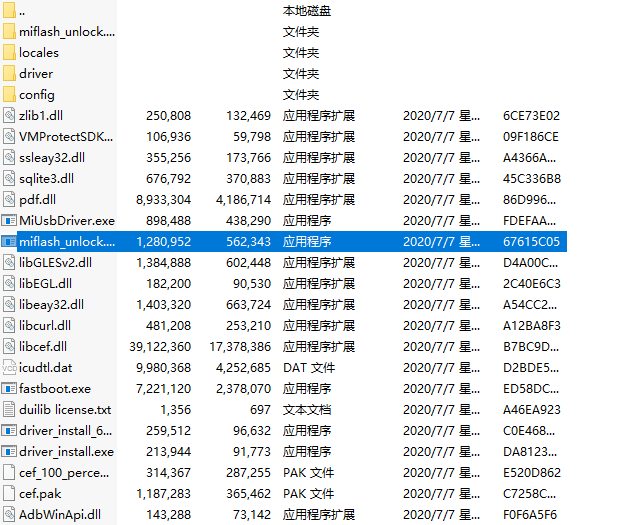 .. 本地磁盘
miflash_unlock.... 文件夹
locales 文件夹
driver 文件夹
config 文件夹
zlib1.dll 250,808 132,469 应用程序扩展 2020/7/7 星... 6CE73E02
VMProtectSDK... 106,936 59,798 应用程序扩展 2020/7/7 星... 09F186CE
ssleay32.dll 355,256 173,766 应用程序扩展 2020/7/7 星... A4366A...
sqlite3.dll 676,792 370,883 应用程序扩展 2020/7/7 星... 45C336B8
pdf.dll 8,933,304 4,186,714 应用程序扩展 2020/7/7 星... 86D996...
MiUsbDriver.exe 898,488 438,290 应用程序 2020/7/7 星... FDEFAA...
miflash_unlock.... 1,280,952 562,343 应用程序 2020/7/7 星... 67615C05
libGLESv2.dll 1,384,888 602,448 应用程序扩展 2020/7/7 星... D4A00C...
libEGL.dll 182,200 90,530 应用程序扩展 2020/7/7 星... 2C40E6C3
libeay32.dll 1,403,320 663,724 应用程序扩展 2020/7/7 星... A54CC2...
libcurl.dll 481,208 253,210 应用程序扩展 2020/7/7 星... A12BA8F3
libcef.dll 39,122,360 17,378,386 应用程序扩展 2020/7/7 星... B7BC9D...
icudtl.dat 9,980,368 4,252,685 DAT 文件 2020/7/7 星... D2BDE5...
fastboot.exe 7,221,120 2,378,070 应用程序 2020/7/7 星... ED58DC...
duilib license.txt 1,356 697 文本文档 2020/7/7 星... A46EA923
driver_install_6... 259,512 96,632 应用程序 2020/7/7 星... C0E468...
driver_install.exe 213,944 91,773 应用程序 2020/7/7 星... DA8123...
cef_100_perce... 314,367 287,255 PAK 文件 2020/7/7 星... E520D862
cef.pak 1,187,283 365,462 PAK 文件 2020/7/7 星... C7258C...
AdbWinApi.dll 143,288 73,142 应用程序扩展 2020/7/7 星... F0F6A5F6